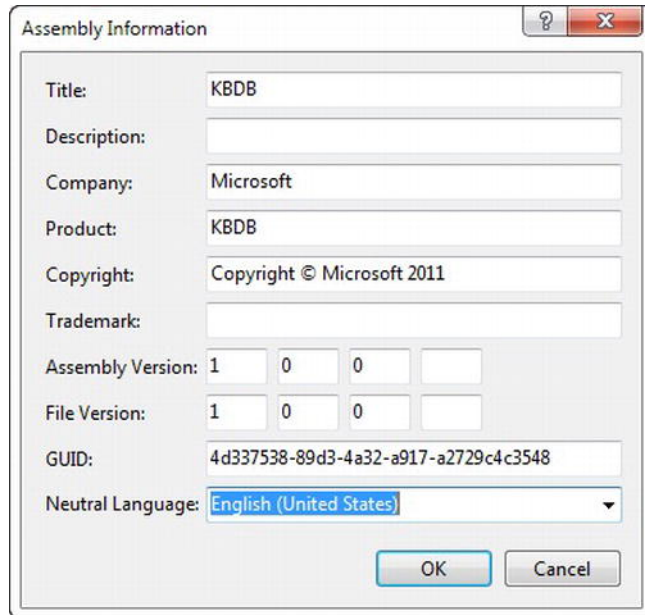 Assembly Information
Title: KBDB
Description:
Company: Microsoft
Product: KBDB
Copyright: Copyright © Microsoft 2011
Trademark:
Assembly Version: 1 0 0
File Version: 1 0 0
GUID: 4d337538-89d3-4a32-a917-a2729c4c3548
Neutral Language: English (United States)
OK Cancel